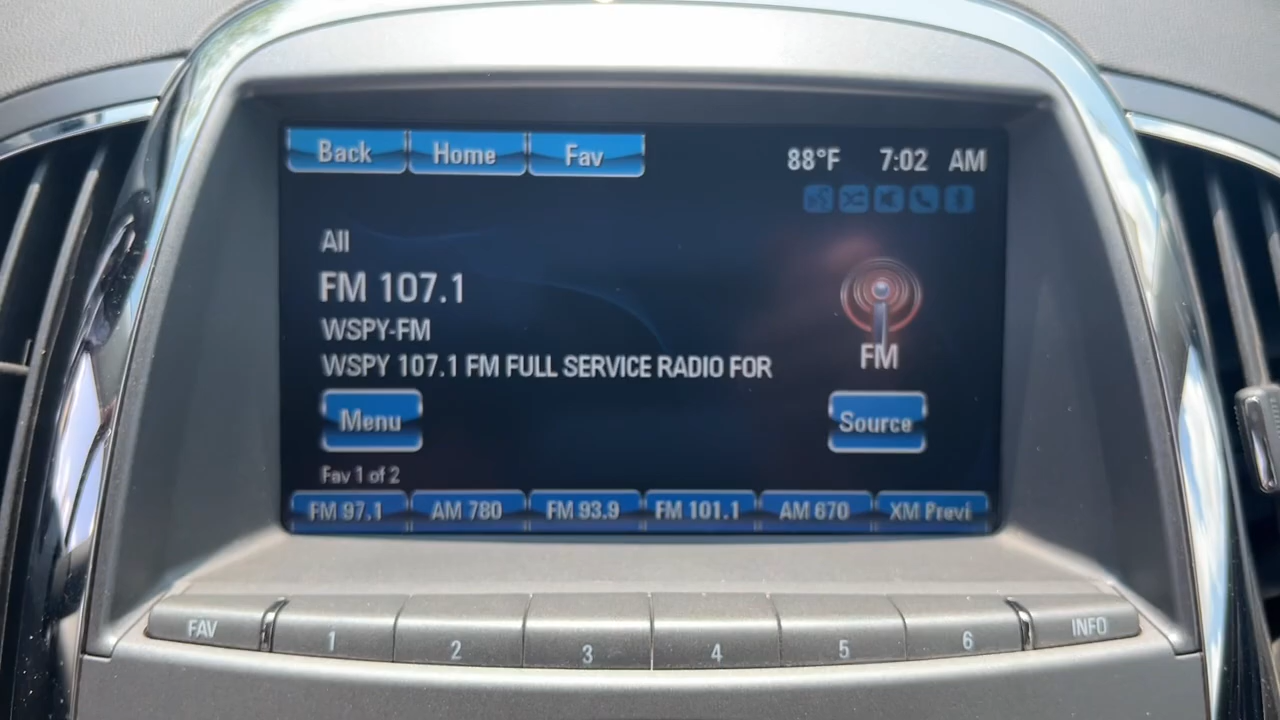 Back Home Fav 88°F 7:02 AM
All
FM 107.1
WSPY-FM
WSPY 107.1 FM FULL SERVICE RADIO FOR
FM
Menu Source
Fav 1 of 2
FM 97.1 AM 780 FM 93.9 FM 101.1 AM 670 XM Previ
FAV 1 2 3 4 5 6 INFO